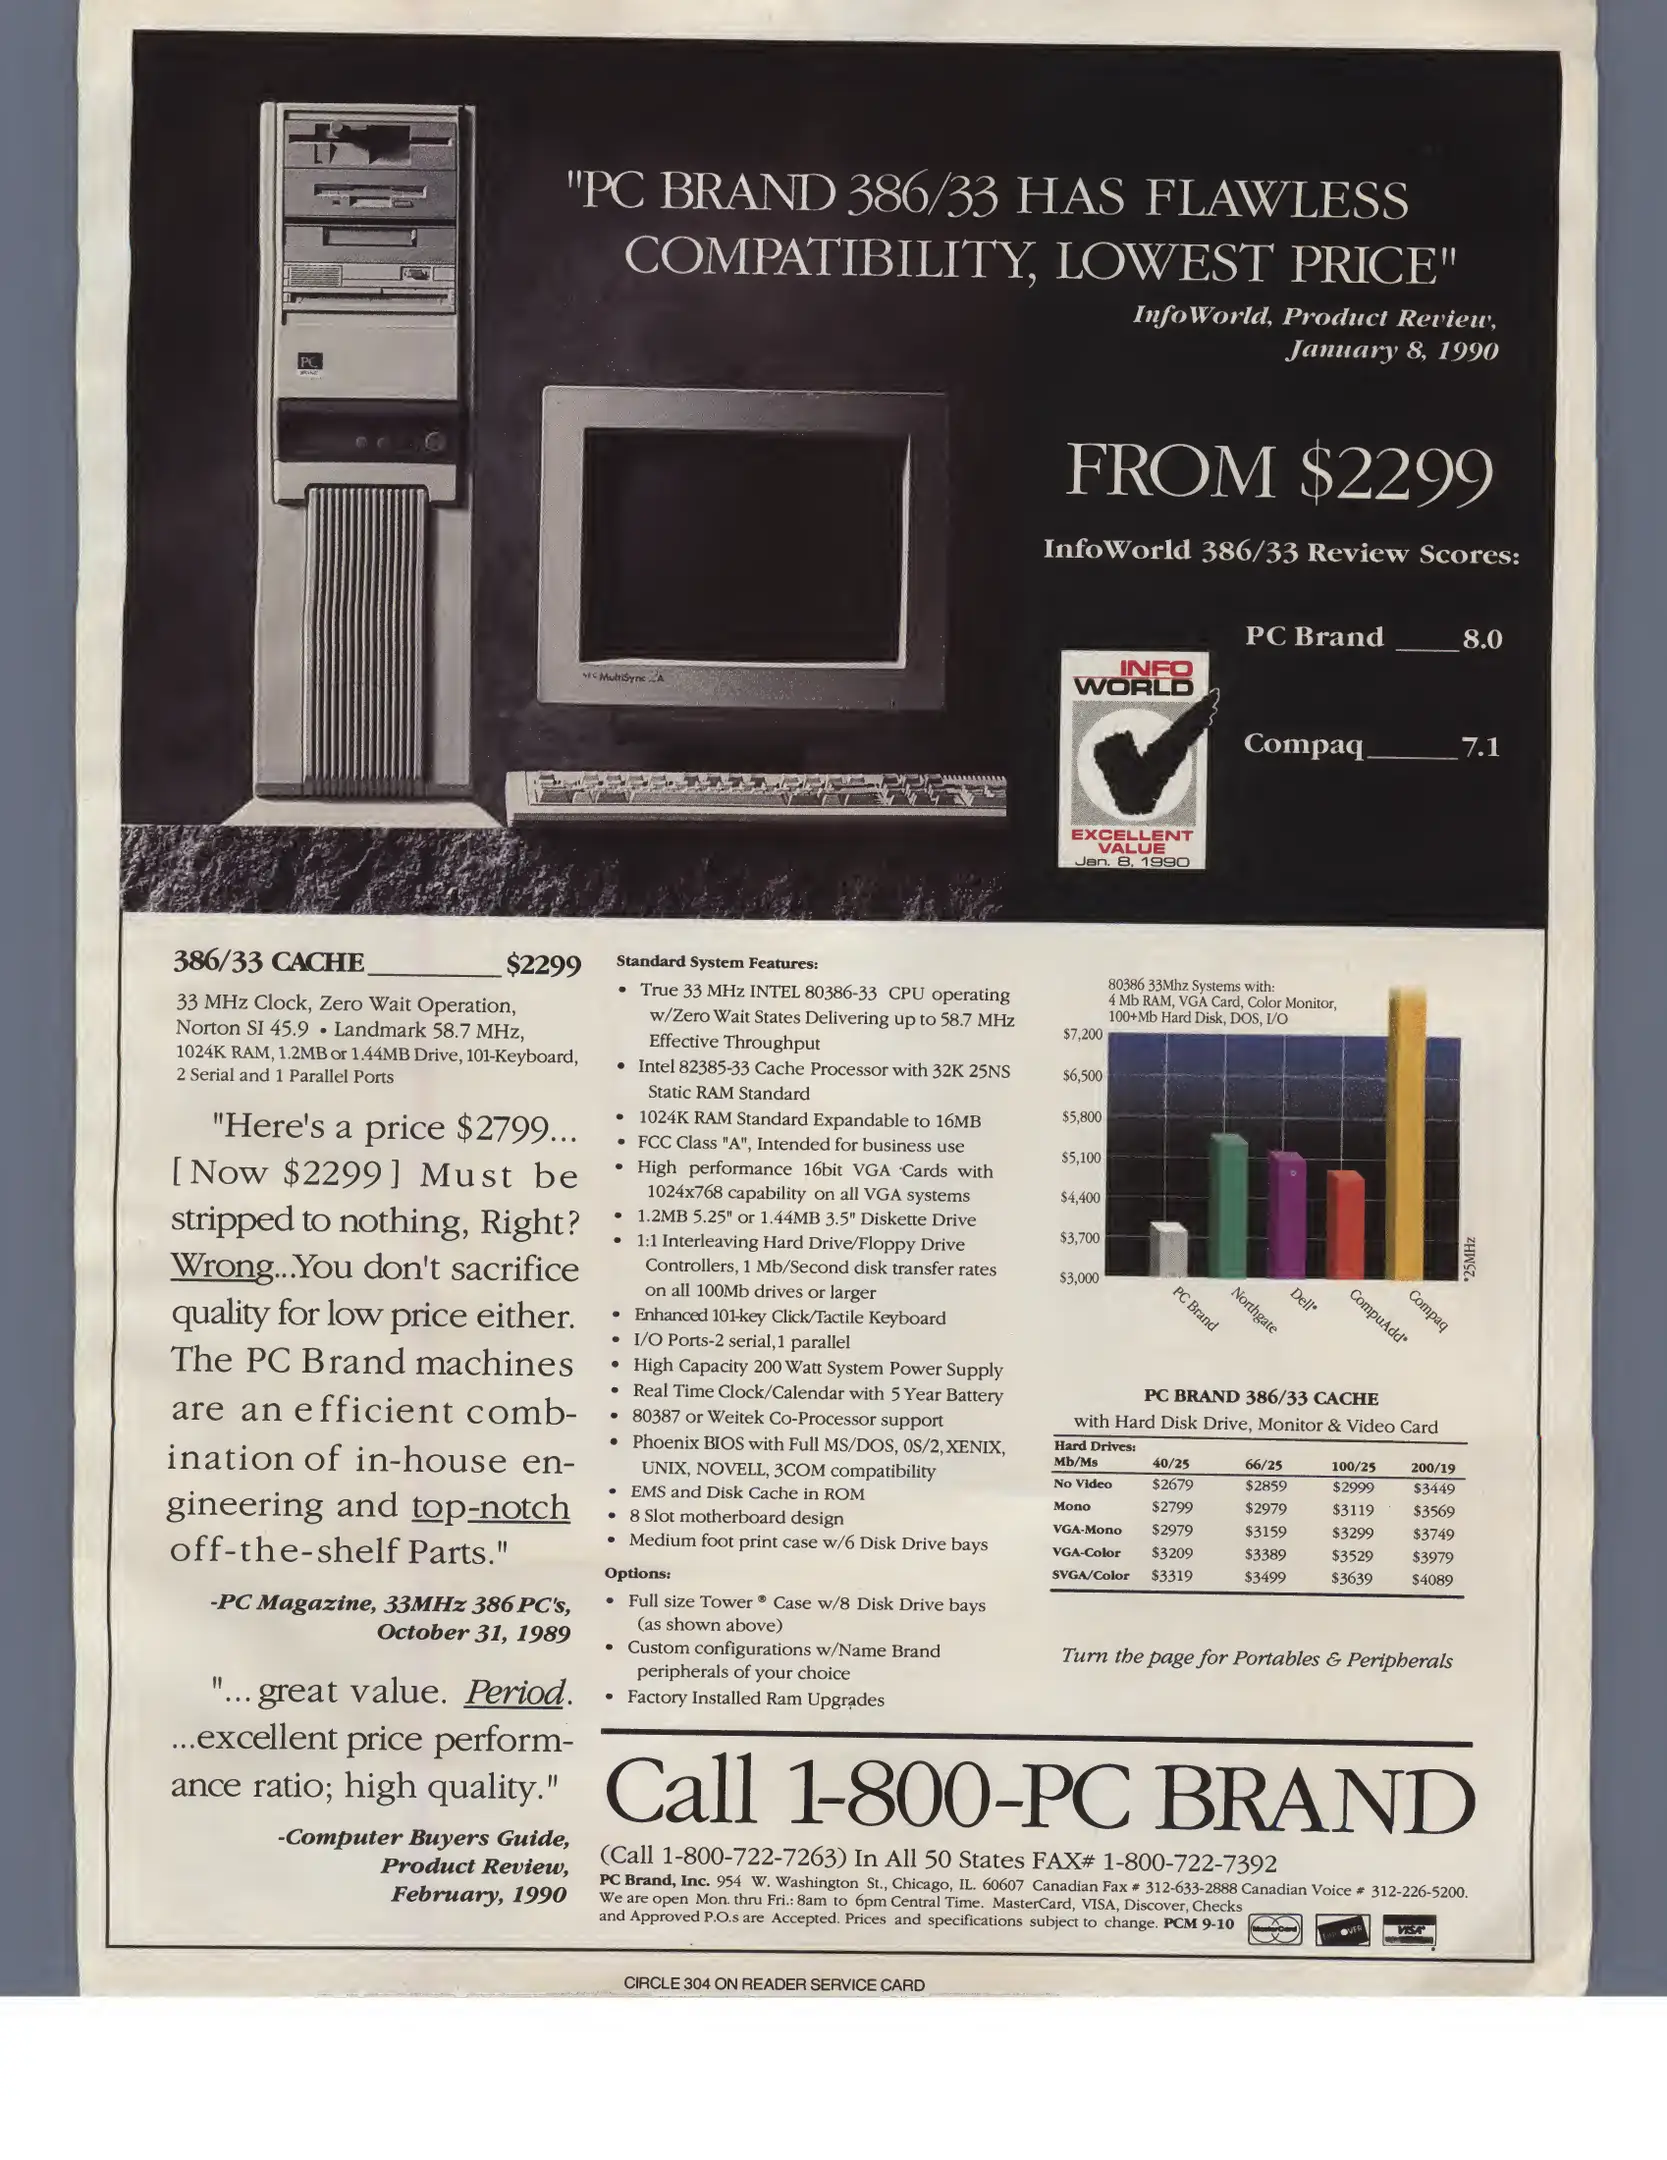 "PC BRAND 386/33 HAS FLAWLESS
COMPATIBILITY, LOWEST PRICE"
InfoWorld, Product Review,
January 8, 1990
FROM $2299
InfoWorld 386/33 Review Scores:
PC Brand ____8.0
Compaq______7.1
INFO
WORLD
EXCELLENT
VALUE
Jan. 8, 1990
PC
MultiSync
386/33 CACHE_________ $2299
33 MHz Clock, Zero Wait Operation,
Norton SI 45.9 • Landmark 58.7 MHz,
1024K RAM, 1.2MB or 1.44MB Drive, 101-Keyboard,
2 Serial and 1 Parallel Ports
"Here's a price $2799...
[Now $2299] Must be
stripped to nothing, Right?
Wrong...You don't sacrifice
quality for low price either.
The PC Brand machines
are an efficient comb-
ination of in-house en-
gineering and top-notch
off-the-shelf Parts."
-PC Magazine, 33MHz 386 PC's,
October 31, 1989
"...great value. Period.
...excellent price perform-
ance ratio; high quality."
-Computer Buyers Guide,
Product Review,
February, 1990
Standard System Features:
• True 33 MHz INTEL 80386-33 CPU operating
w/Zero Wait States Delivering up to 58.7 MHz
Effective Throughput
• Intel 82385-33 Cache Processor with 32K 25NS
Static RAM Standard
• 1024K RAM Standard Expandable to 16MB
• FCC Class "A", Intended for business use
• High performance 16bit VGA Cards with
1024x768 capability on all VGA systems
• 1.2MB 5.25" or 1.44MB 3.5" Diskette Drive
• 1:1 Interleaving Hard Drive/Floppy Drive
Controllers, 1 Mb/Second disk transfer rates
on all 100Mb drives or larger
• Enhanced 101-key Click/Tactile Keyboard
• I/O Ports-2 serial, 1 parallel
• High Capacity 200 Watt System Power Supply
• Real Time Clock/Calendar with 5 Year Battery
• 80387 or Weitek Co-Processor support
• Phoenix BIOS with Full MS/DOS, 0S/2, XENIX,
UNIX, NOVELL, 3COM compatibility
• EMS and Disk Cache in ROM
• 8 Slot motherboard design
• Medium foot print case w/6 Disk Drive bays
Options:
• Full size Tower ® Case w/8 Disk Drive bays
(as shown above)
• Custom configurations w/Name Brand
peripherals of your choice
• Factory Installed Ram Upgrades
80386 33Mhz Systems with:
4 Mb RAM, VGA Card, Color Monitor,
100+Mb Hard Disk, DOS, I/O
$7,200
$6,500
$5,800
$5,100
$4,400
$3,700
$3,000
*25MHz
PC Brand
Northgate
Dell*
CompuAdd*
Compaq
PC BRAND 386/33 CACHE
with Hard Disk Drive, Monitor & Video Card
Hard Drives:
Mb/Ms 40/25 66/25 100/25 200/19
No Video $2679 $2859 $2999 $3449
Mono $2799 $2979 $3119 $3569
VGA-Mono $2979 $3159 $3299 $3749
VGA-Color $3209 $3389 $3529 $3979
SVGA/Color $3319 $3499 $3639 $4089
Turn the page for Portables & Peripherals
Call 1-800-PC BRAND
(Call 1-800-722-7263) In All 50 States FAX# 1-800-722-7392
PC Brand, Inc. 954 W. Washington St., Chicago, IL. 60607 Canadian Fax # 312-633-2888 Canadian Voice # 312-226-5200.
We are open Mon. thru Fri.: 8am to 6pm Central Time. MasterCard, VISA, Discover, Checks
and Approved P.O.s are Accepted. Prices and specifications subject to change. PCM 9-10
MasterCard
VISA
CIRCLE 304 ON READER SERVICE CARD